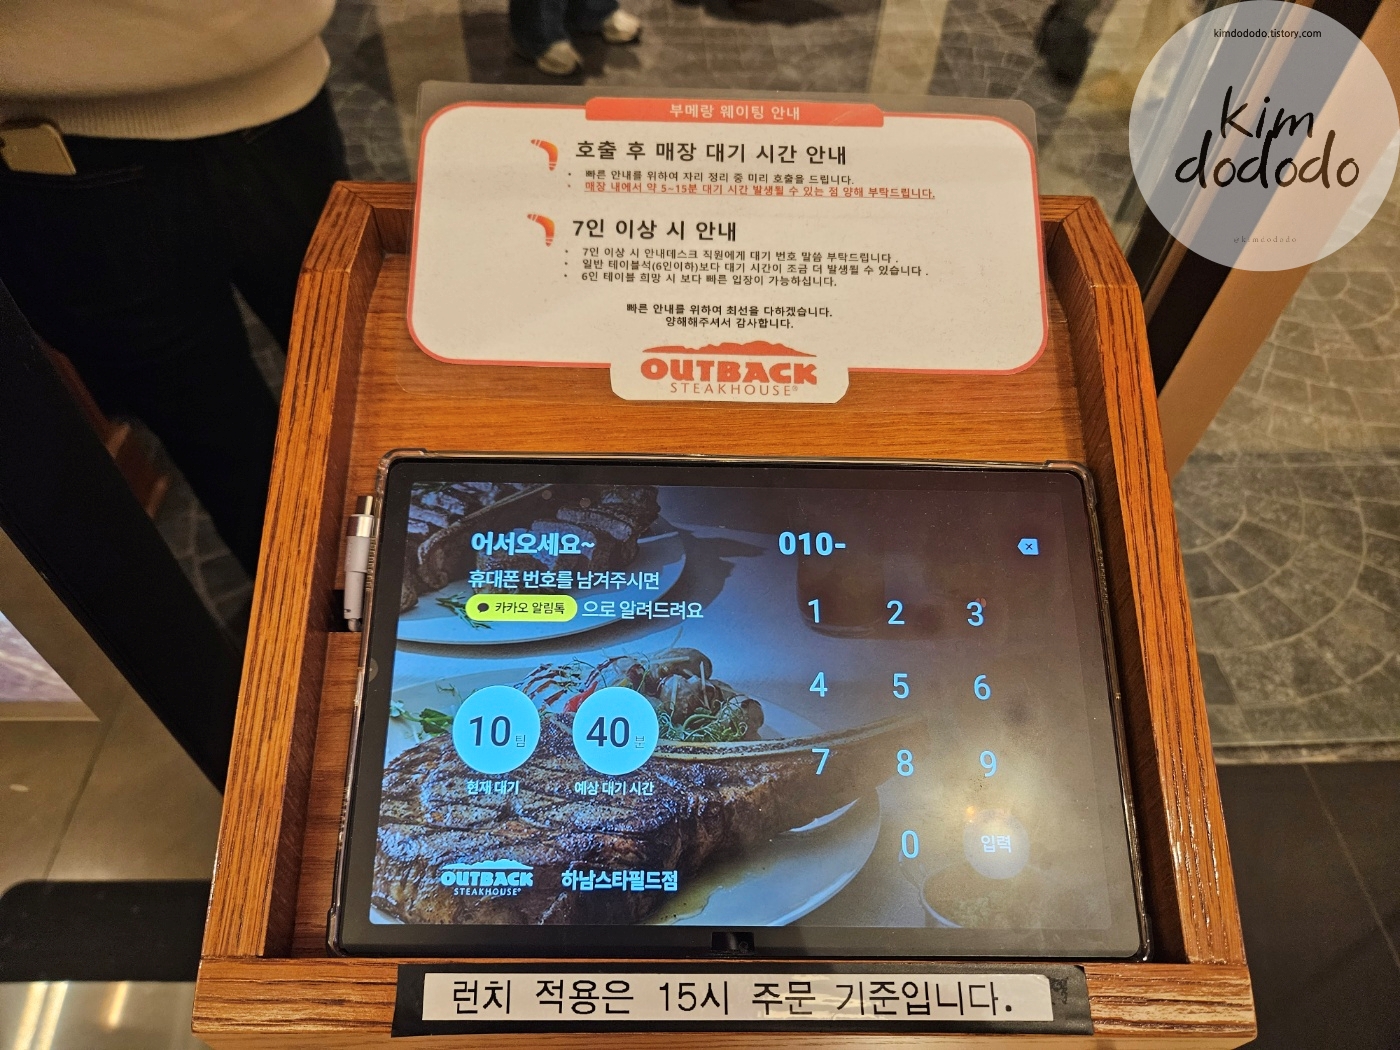 kimdododo.tistory.com
kim
dododo
@kimdododo
부메랑 웨이팅 안내
호출 후 매장 대기 시간 안내
• 빠른 안내를 위하여 자리 정리 중 미리 호출을 드립니다.
• 매장 내에서 약 5~15분 대기 시간 발생될 수 있는 점 양해 부탁드립니다.
7인 이상 시 안내
• 7인 이상 시 안내데스크 직원에게 대기 번호 말씀 부탁드립니다 .
• 일반 테이블석(6인이하)보다 대기 시간이 조금 더 발생될 수 있습니다 .
• 6인 테이블 희망 시 보다 빠른 입장이 가능하십니다.
빠른 안내를 위하여 최선을 다하겠습니다.
양해해주셔서 감사합니다.
OUTBACK
STEAKHOUSE®
어서오세요~
휴대폰 번호를 남겨주시면
카카오 알림톡 으로 알려드려요
010-
1 2 3
4 5 6
7 8 9
0 입력
10 팀
현재 대기
40 분
예상 대기 시간
OUTBACK
STEAKHOUSE®
하남스타필드점
런치 적용은 15시 주문 기준입니다.